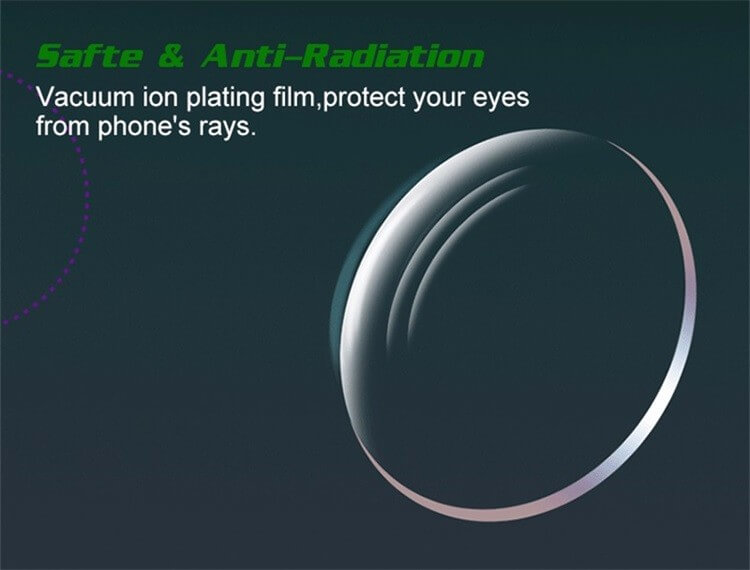 Safte & Anti-Radiation
Vacuum ion plating film,protect your eyes
from phone's rays.